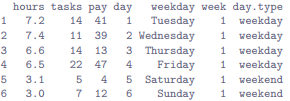 hours tasks pay day weekday week day.type
1 7.2 14 41 1 Tuesday 1 weekday
2 7.4 11 39 2 Wednesday 1 weekday
3 6.6 14 13 3 Thursday 1 weekday
4 6.5 22 47 4 Friday 1 weekday
5 3.1 5 4 5 Saturday 1 weekend
6 3.0 7 12 6 Sunday 1 weekend